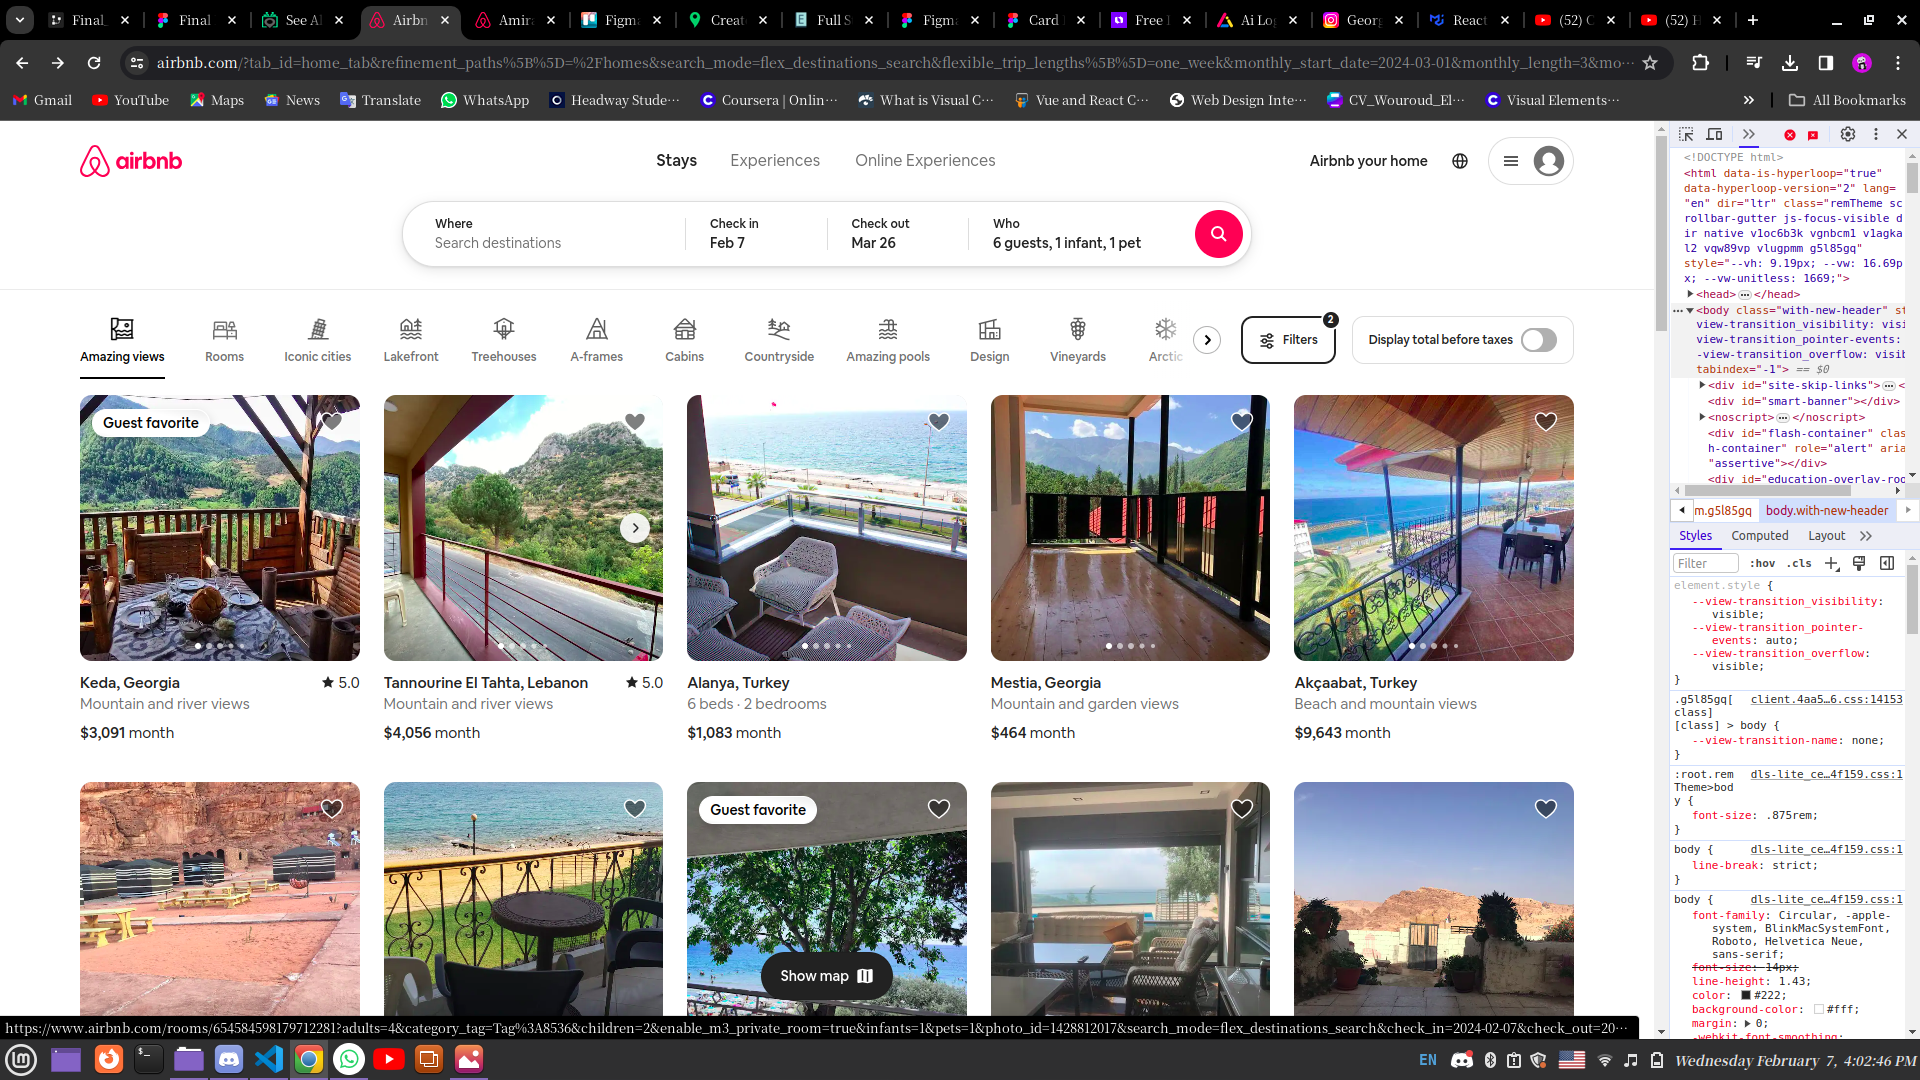 Final_
Final
See Al
Airbn
Amira
Figma
Create
Full S
Figma
Card
Free I
Ai Log
Georg
React
(52) C
(52) H
airbnb.com/?tab_id=home_tab&refinement_paths%5B%5D=%2Fhomes&search_mode=flex_destinations_search&flexible_trip_lengths%5B%5D=one_week&monthly_start_date=2024-03-01&monthly_length=3&mo…
Gmail
YouTube
Maps
News
Translate
WhatsApp
Headway Stude…
Coursera | Onlin…
What is Visual C…
Vue and React C…
Web Design Inte…
CV_Wouroud_El…
Visual Elements…
All Bookmarks
airbnb
Stays
Experiences
Online Experiences
Airbnb your home
Where
Search destinations
Check in
Feb 7
Check out
Mar 26
Who
6 guests, 1 infant, 1 pet
Amazing views
Rooms
Iconic cities
Lakefront
Treehouses
A-frames
Cabins
Countryside
Amazing pools
Design
Vineyards
Arctic
Filters
2
Display total before taxes
Guest favorite
Keda, Georgia
5.0
Mountain and river views
$3,091 month
Tannourine El Tahta, Lebanon
5.0
Mountain and river views
$4,056 month
Alanya, Turkey
6 beds · 2 bedrooms
$1,083 month
Mestia, Georgia
Mountain and garden views
$464 month
Akçaabat, Turkey
Beach and mountain views
$9,643 month
Guest favorite
Show map
https://www.airbnb.com/rooms/654584598179712281?adults=4&category_tag=Tag%3A8536&children=2&enable_m3_private_room=true&infants=1&pets=1&photo_id=1428812017&search_mode=flex_destinations_search&check_in=2024-02-07&check_out=20…
<!DOCTYPE html>
<html data-is-hyperloop="true"
data-hyperloop-version="2" lang=
"en" dir="ltr" class="remTheme sc
rollbar-gutter js-focus-visible d
ir native v1oc6b3k vgnbcm1 v1agka
l2 vqw89vp vlugpmm g5l85gq"
style="--vh: 9.19px; --vw: 16.69p
x; --vw-unitless: 1669;">
<head> … </head>
<body class="with-new-header" st
view-transition_visibility: visi
view-transition_pointer-events:
-view-transition_overflow: visib
tabindex="-1"> == $0
<div id="site-skip-links"> … <
<div id="smart-banner"></div>
<noscript> … </noscript>
<div id="flash-container" clas
h-container" role="alert" aria
"assertive"></div>
<div id="education-overlay-roo
m.g5l85gq
body.with-new-header
Styles
Computed
Layout
Filter
:hov
.cls
element.style {
--view-transition_visibility:
visible;
--view-transition_pointer-
events: auto;
--view-transition_overflow:
visible;
}
.g5l85gq[
client.4aa5…6.css:14153
class]
[class] > body {
--view-transition-name: none;
}
:root.rem
dls-lite_ce…4f159.css:1
Theme>bod
y {
font-size: .875rem;
}
body {
dls-lite_ce…4f159.css:1
line-break: strict;
}
body {
dls-lite_ce…4f159.css:1
font-family: Circular, -apple-
system, BlinkMacSystemFont,
Roboto, Helvetica Neue,
sans-serif;
font-size: 14px;
line-height: 1.43;
color: #222;
background-color: #fff;
margin: 0;
-webkit-font-smoothing:
EN
Wednesday February 7, 4:02:46 PM